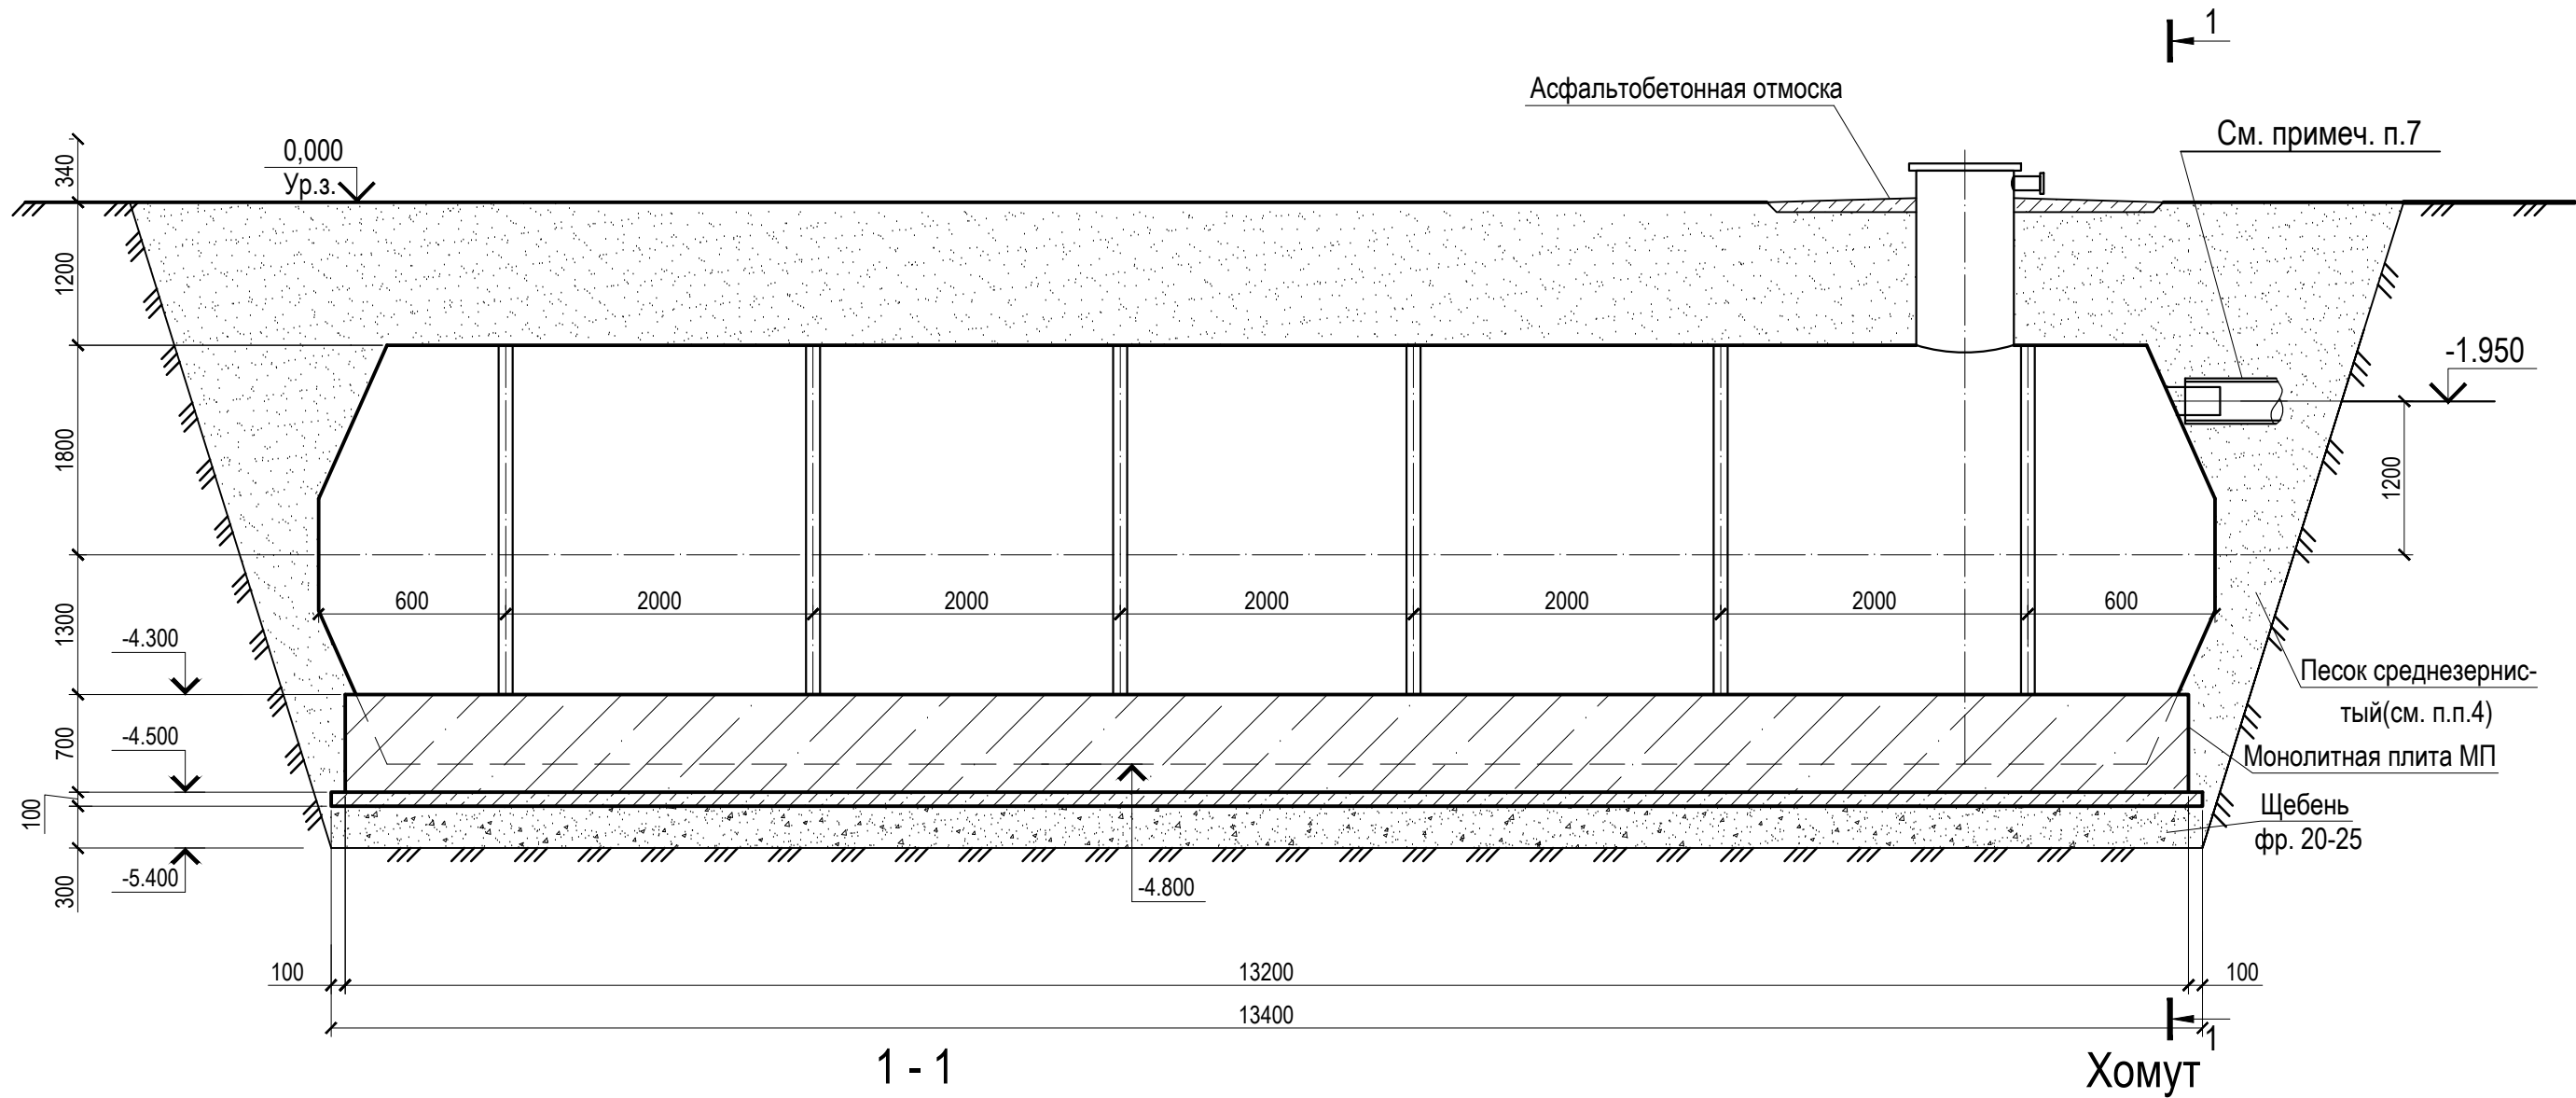 1
Асфальтобетонная отмоска
См. примеч. п.7
0,000
Ур.з.
340
1200
1800
1300
700
100
300
-1.950
1200
600
2000
2000
2000
2000
2000
600
-4.300
-4.500
-5.400
-4.800
Песок среднезернис-
тый(см. п.п.4)
Монолитная плита МП
Щебень
фр. 20-25
100
13200
100
13400
1
1 - 1
Хомут